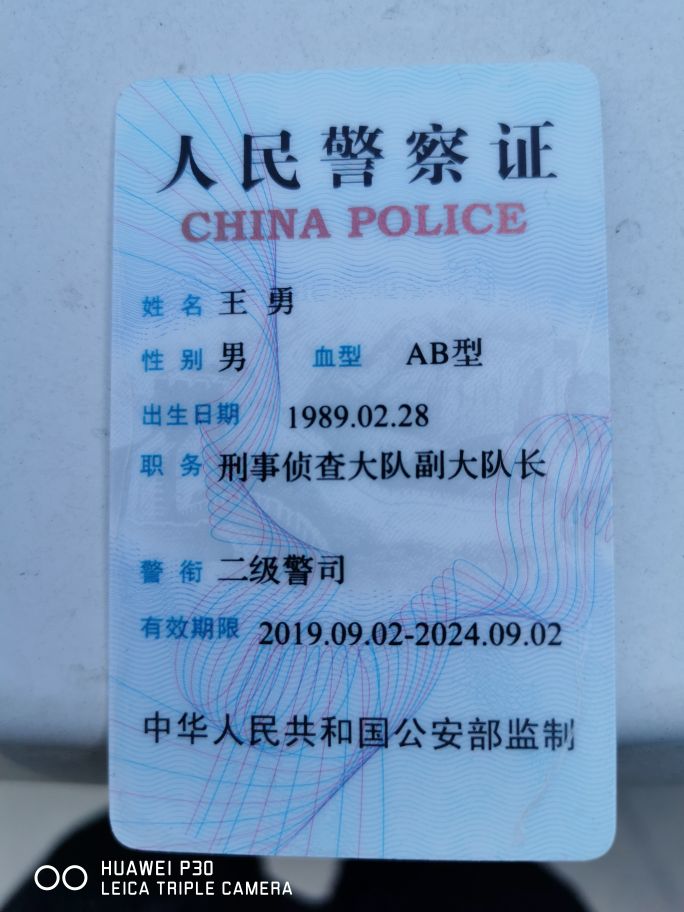 人民警察证
CHINA POLICE
姓名 王勇
性别 男 血型 AB型
出生日期 1989.02.28
职务 刑事侦查大队副大队长
警衔 二级警司
有效期限 2019.09.02-2024.09.02
中华人民共和国公安部监制
HUAWEI P30
LEICA TRIPLE CAMERA